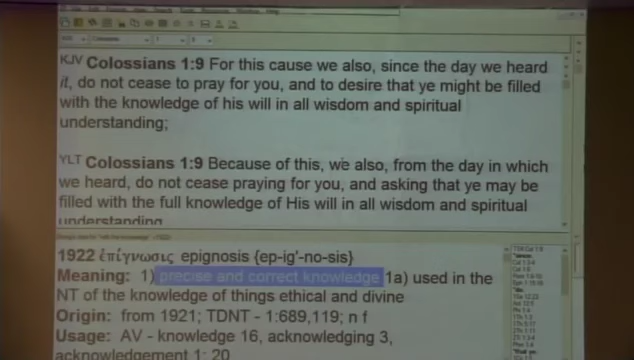 KJV Colossians 1:9 For this cause we also, since the day we heard
it, do not cease to pray for you, and to desire that ye might be filled
with the knowledge of his will in all wisdom and spiritual
understanding;
YLT Colossians 1:9 Because of this, we also, from the day in which
we heard, do not cease praying for you, and asking that ye may be
filled with the full knowledge of His will in all wisdom and spiritual
understanding
1922 ἐπίγνωσις epignosis {ep-ig'-no-sis}
Meaning: 1) precise and correct knowledge 1a) used in the
NT of the knowledge of things ethical and divine
Origin: from 1921; TDNT - 1:689,119; n f
Usage: AV - knowledge 16, acknowledging 3,
acknowledgement 1; 20